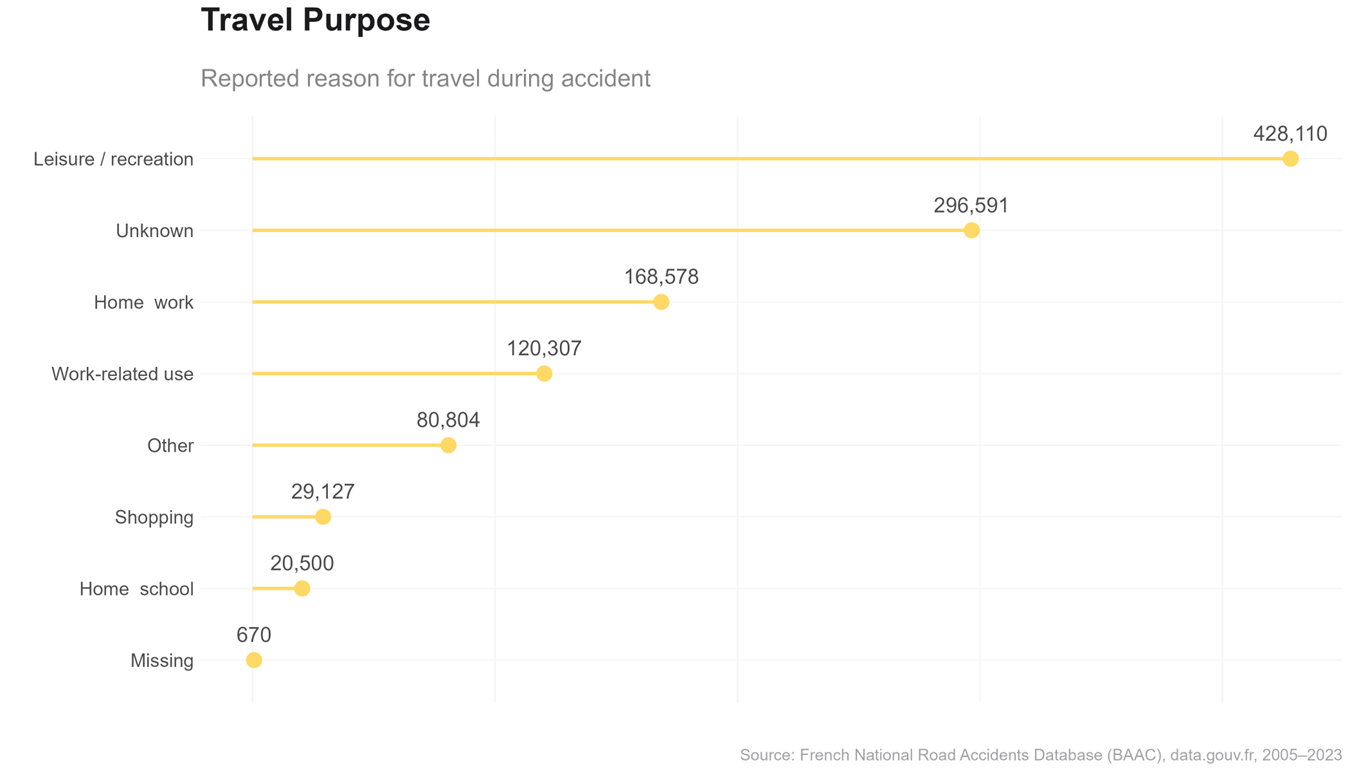 Travel Purpose
Reported reason for travel during accident
428,110
Leisure / recreation
296,591
Unknown
168,578
Home  work
120,307
Work-related use
80,804
Other
29,127
Shopping
20,500
Home  school
670
Missing
Source: French National Road Accidents Database (BAAC), data.gouv.fr, 2005–2023